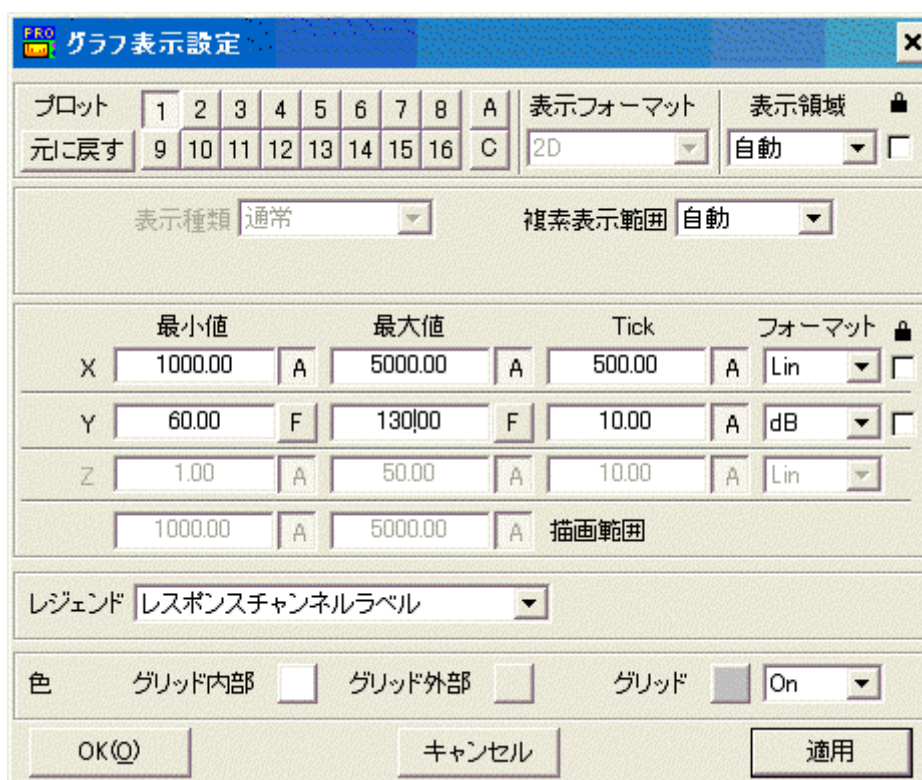 PRO グラフ表示設定
プロット 1 2 3 4 5 6 7 8 A 表示フォーマット 表示領域
元に戻す 9 10 11 12 13 14 15 16 C 2D 自動
表示種類 通常 複素表示範囲 自動
最小値 最大値 Tick フォーマット
X 1000.00 A 5000.00 A 500.00 A Lin
Y 60.00 F 130.00 F 10.00 A dB
Z 1.00 A 50.00 A 10.00 A Lin
1000.00 A 5000.00 A 描画範囲
レジェンド レスポンスチャンネルラベル
色 グリッド内部 グリッド外部 グリッド On
OK(O) キャンセル 適用